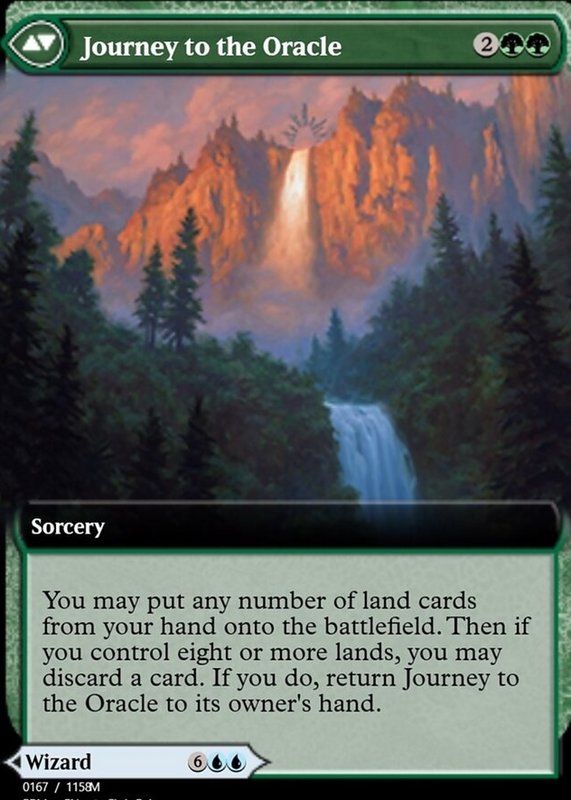 Journey to the Oracle 2
Sorcery
You may put any number of land cards
from your hand onto the battlefield. Then if
you control eight or more lands, you may
discard a card. If you do, return Journey to
the Oracle to its owner's hand.
Wizard 6
0167 / 1158M